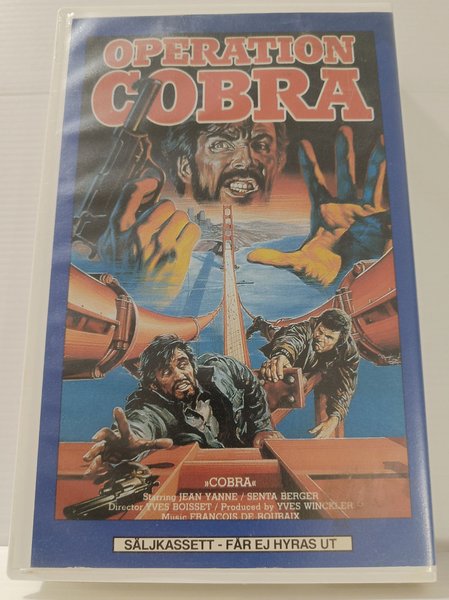 OPERATION
COBRA
»COBRA«
Starring JEAN YANNE / SENTA BERGER
Director YVES BOISSET / Produced by YVES WINCKLER
Music FRANCOIS DE ROUBAIX
SÄLJKASSETT - FÅR EJ HYRAS UT